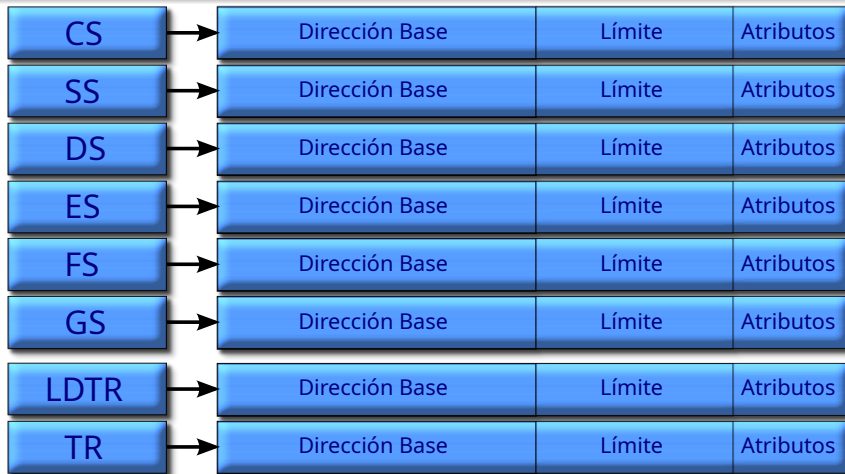 CS Dirección Base Límite Atributos
SS Dirección Base Límite Atributos
DS Dirección Base Límite Atributos
ES Dirección Base Límite Atributos
FS Dirección Base Límite Atributos
GS Dirección Base Límite Atributos
LDTR Dirección Base Límite Atributos
TR Dirección Base Límite Atributos